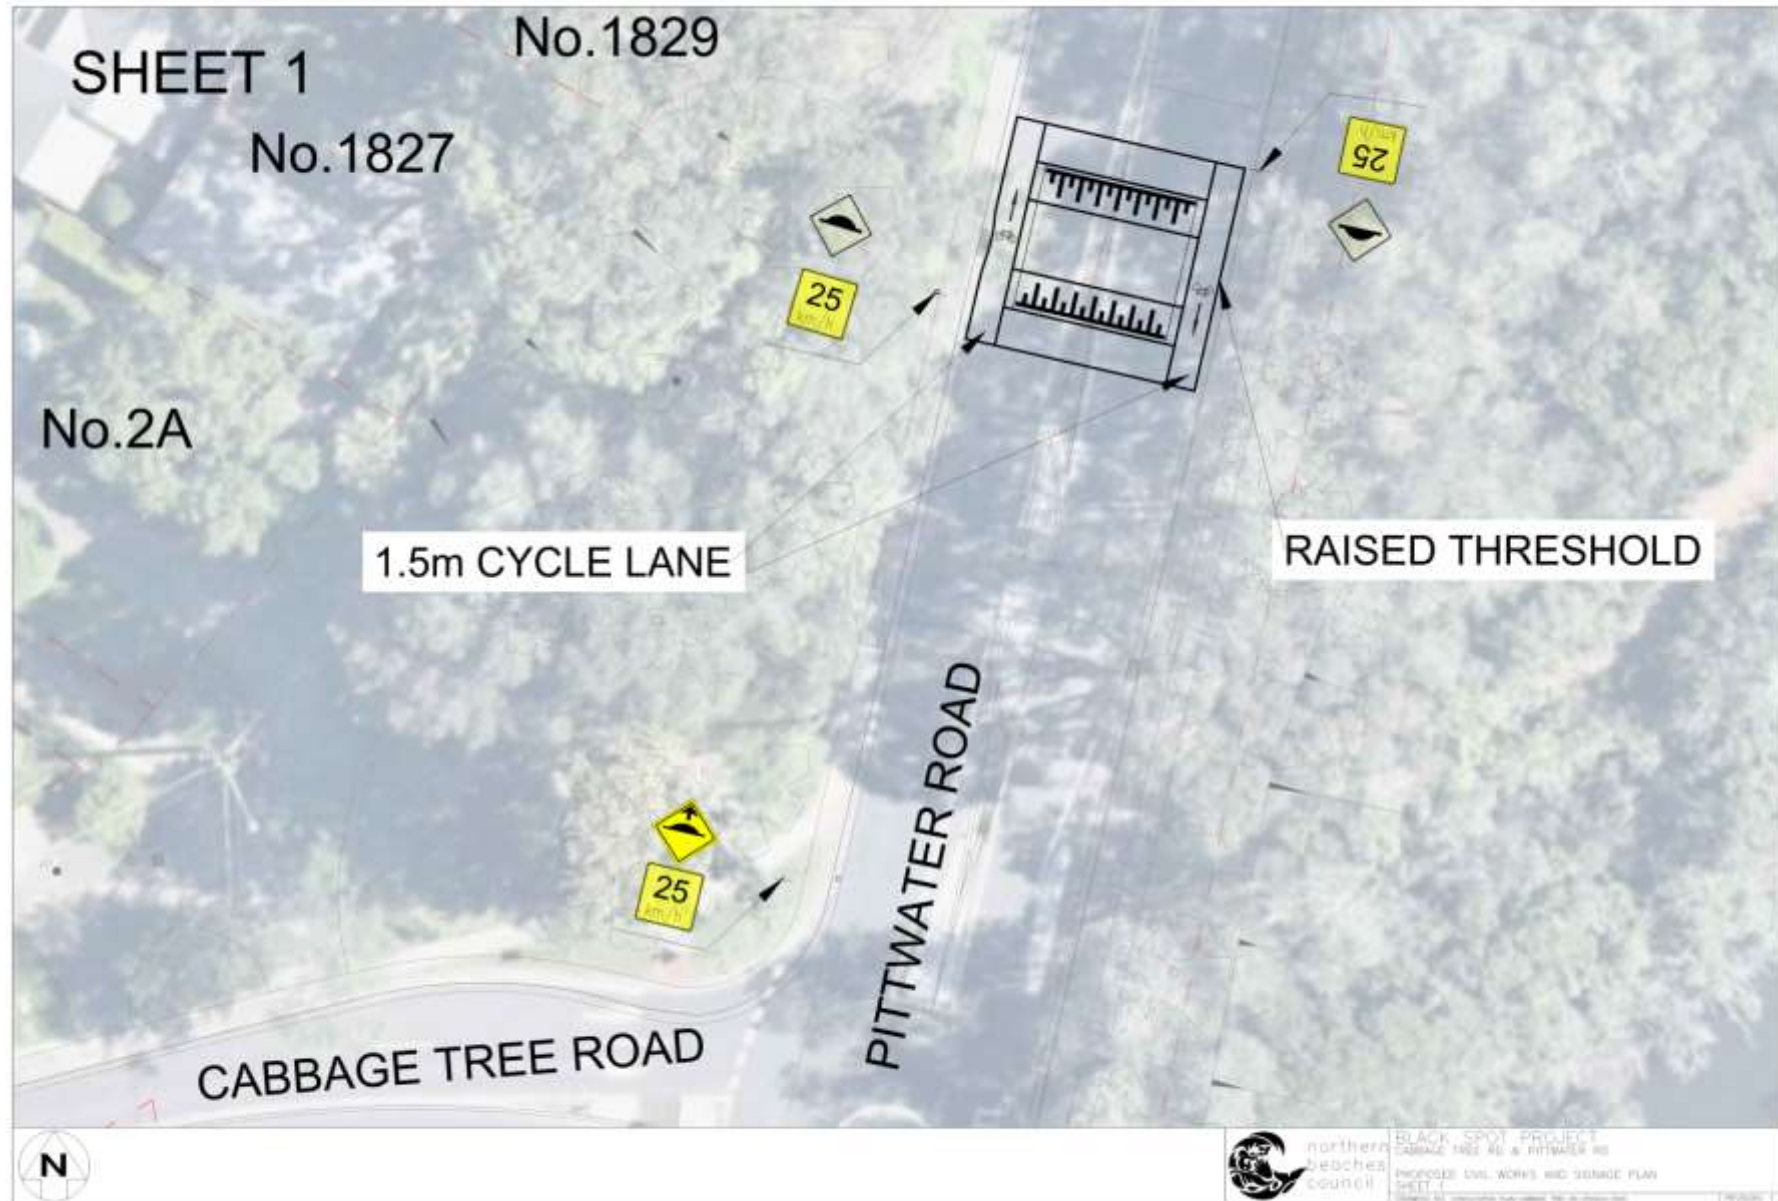 No.1829
SHEET 1
No.1827
25
km/h
25
km/h
No.2A
1.5m CYCLE LANE
RAISED THRESHOLD
PITTWATER ROAD
25
km/h
CABBAGE TREE ROAD
N
northern
beaches
council
BLACK SPOT PROJECT
CABBAGE TREE RD & PITTWATER RD
PROPOSED CIVIL WORKS AND SIGNAGE PLAN
SHEET 1